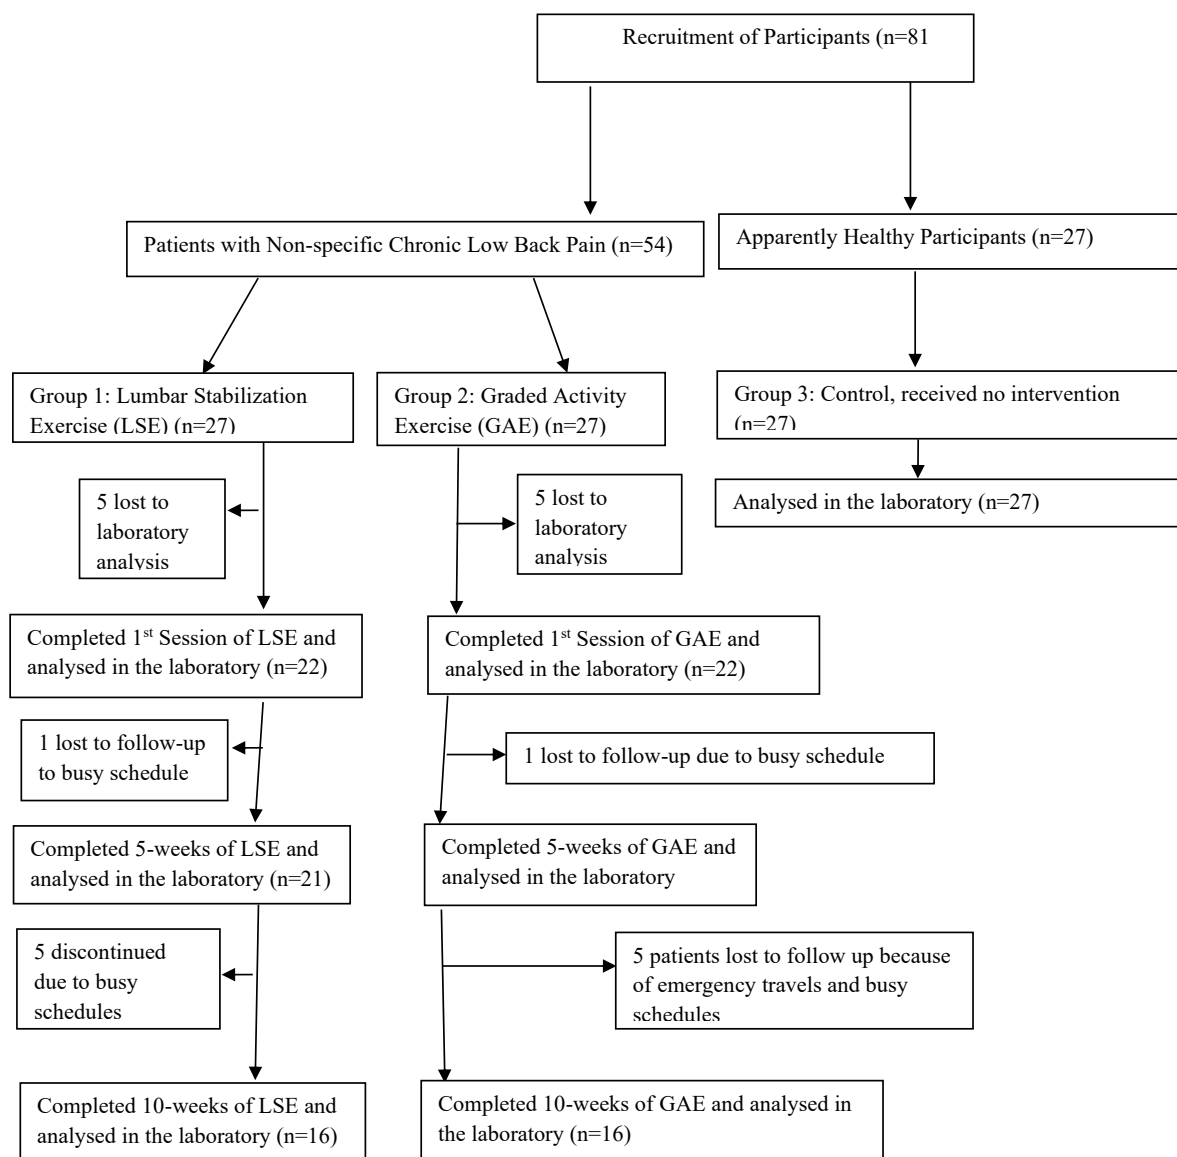 Recruitment of Participants (n=81
Patients with Non-specific Chronic Low Back Pain (n=54)
Apparently Healthy Participants (n=27)
Group 1: Lumbar Stabilization
Exercise (LSE) (n=27)
Group 2: Graded Activity
Exercise (GAE) (n=27)
Group 3: Control, received no intervention
(n=27)
5 lost to
laboratory
analysis
5 lost to
laboratory
analysis
Analysed in the laboratory (n=27)
Completed 1st Session of LSE and
analysed in the laboratory (n=22)
Completed 1st Session of GAE and
analysed in the laboratory (n=22)
1 lost to follow-up
to busy schedule
1 lost to follow-up due to busy schedule
Completed 5-weeks of LSE and
analysed in the laboratory (n=21)
Completed 5-weeks of GAE and
analysed in the laboratory
5 discontinued
due to busy
schedules
5 patients lost to follow up because
of emergency travels and busy
schedules
Completed 10-weeks of LSE and
analysed in the laboratory (n=16)
Completed 10-weeks of GAE and analysed in
the laboratory (n=16)